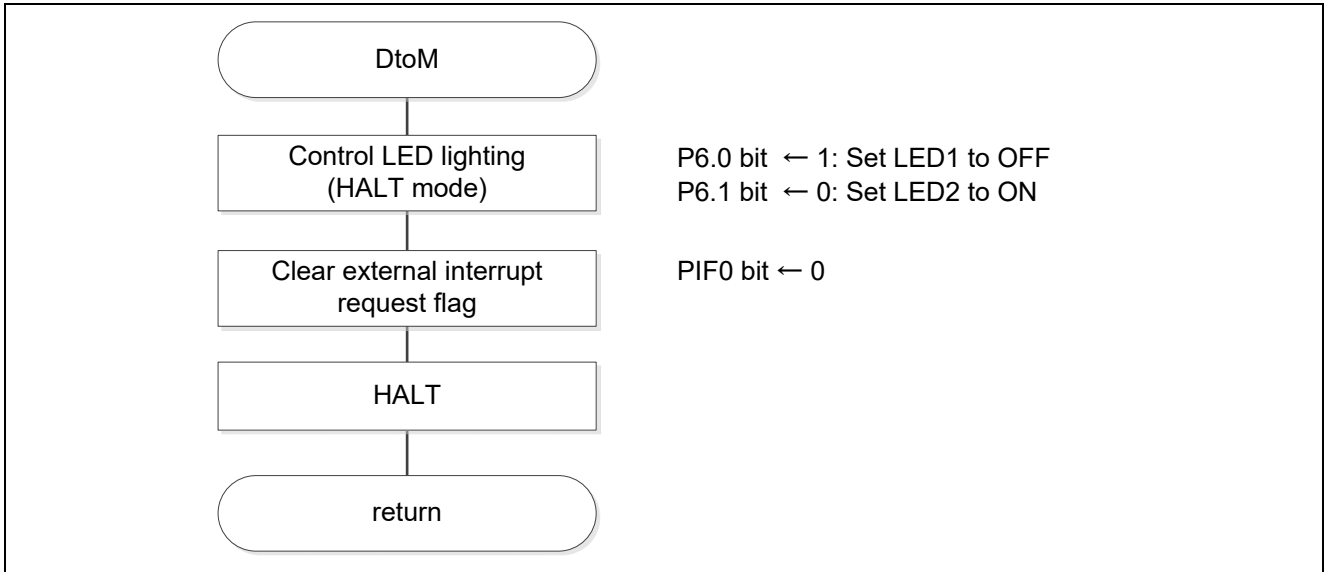 DtoM
Control LED lighting
(HALT mode)
P6.0 bit ← 1: Set LED1 to OFF
P6.1 bit ← 0: Set LED2 to ON
Clear external interrupt
request flag
PIF0 bit ← 0
HALT
return